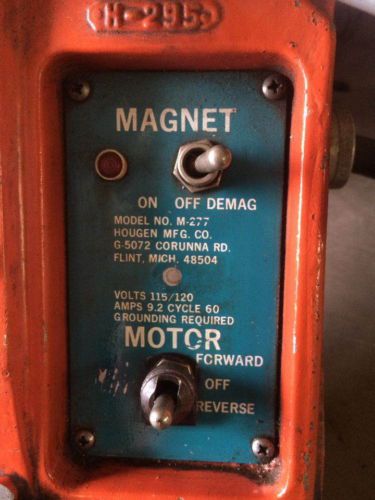 H-295
MAGNET
ON OFF DEMAG
MODEL NO. M-277
HOUGEN MFG. CO.
G-5072 CORUNNA RD.
FLINT, MICH. 48504
VOLTS 115/120
AMPS 9.2 CYCLE 60
GROUNDING REQUIRED
MOTOR
FORWARD
OFF
REVERSE